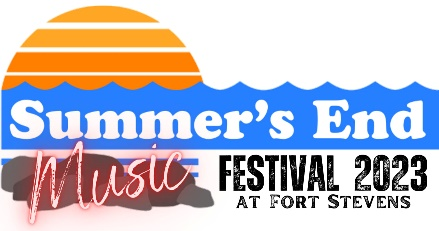 Summer's End
Music
FESTIVAL 2023
AT FORT STEVENS